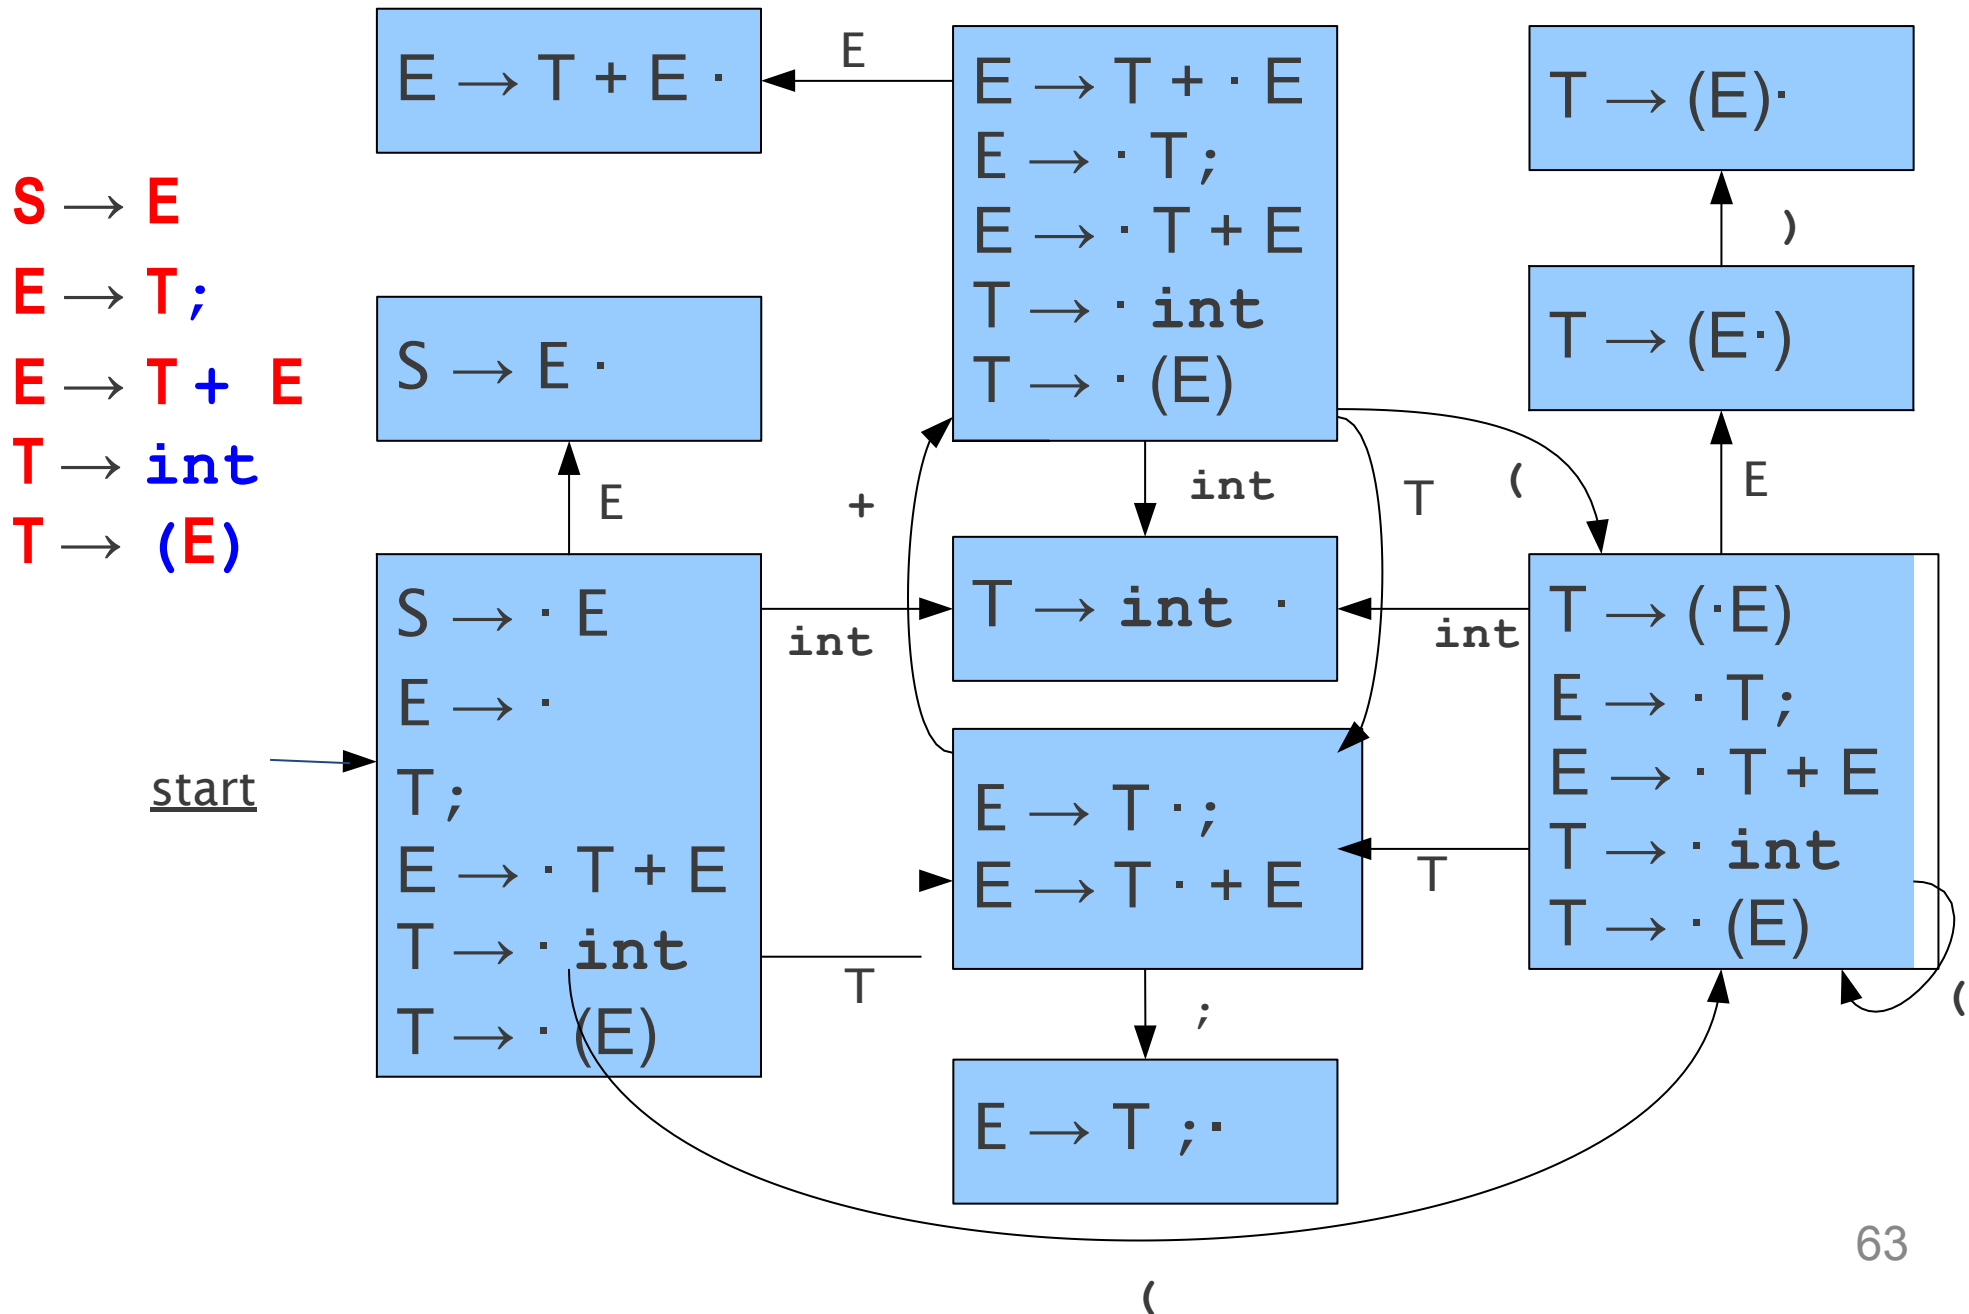 S → E
E → T ;
E → T + E
T → int
T → (E)
start
E → T + E ·
E
E → T + · E
E → · T ;
E → · T + E
T → · int
T → · (E)
T → (E)·
)
T → (E·)
E
S → E ·
E
+
int
T
(
S → · E
E → ·
T ;
E → · T + E
T → · int
T → · (E)
int
T → int ·
int
T → (·E)
E → · T ;
E → · T + E
T → · int
T → · (E)
T
E → T · ;
E → T · + E
T
(
;
E → T ; ·
(
63